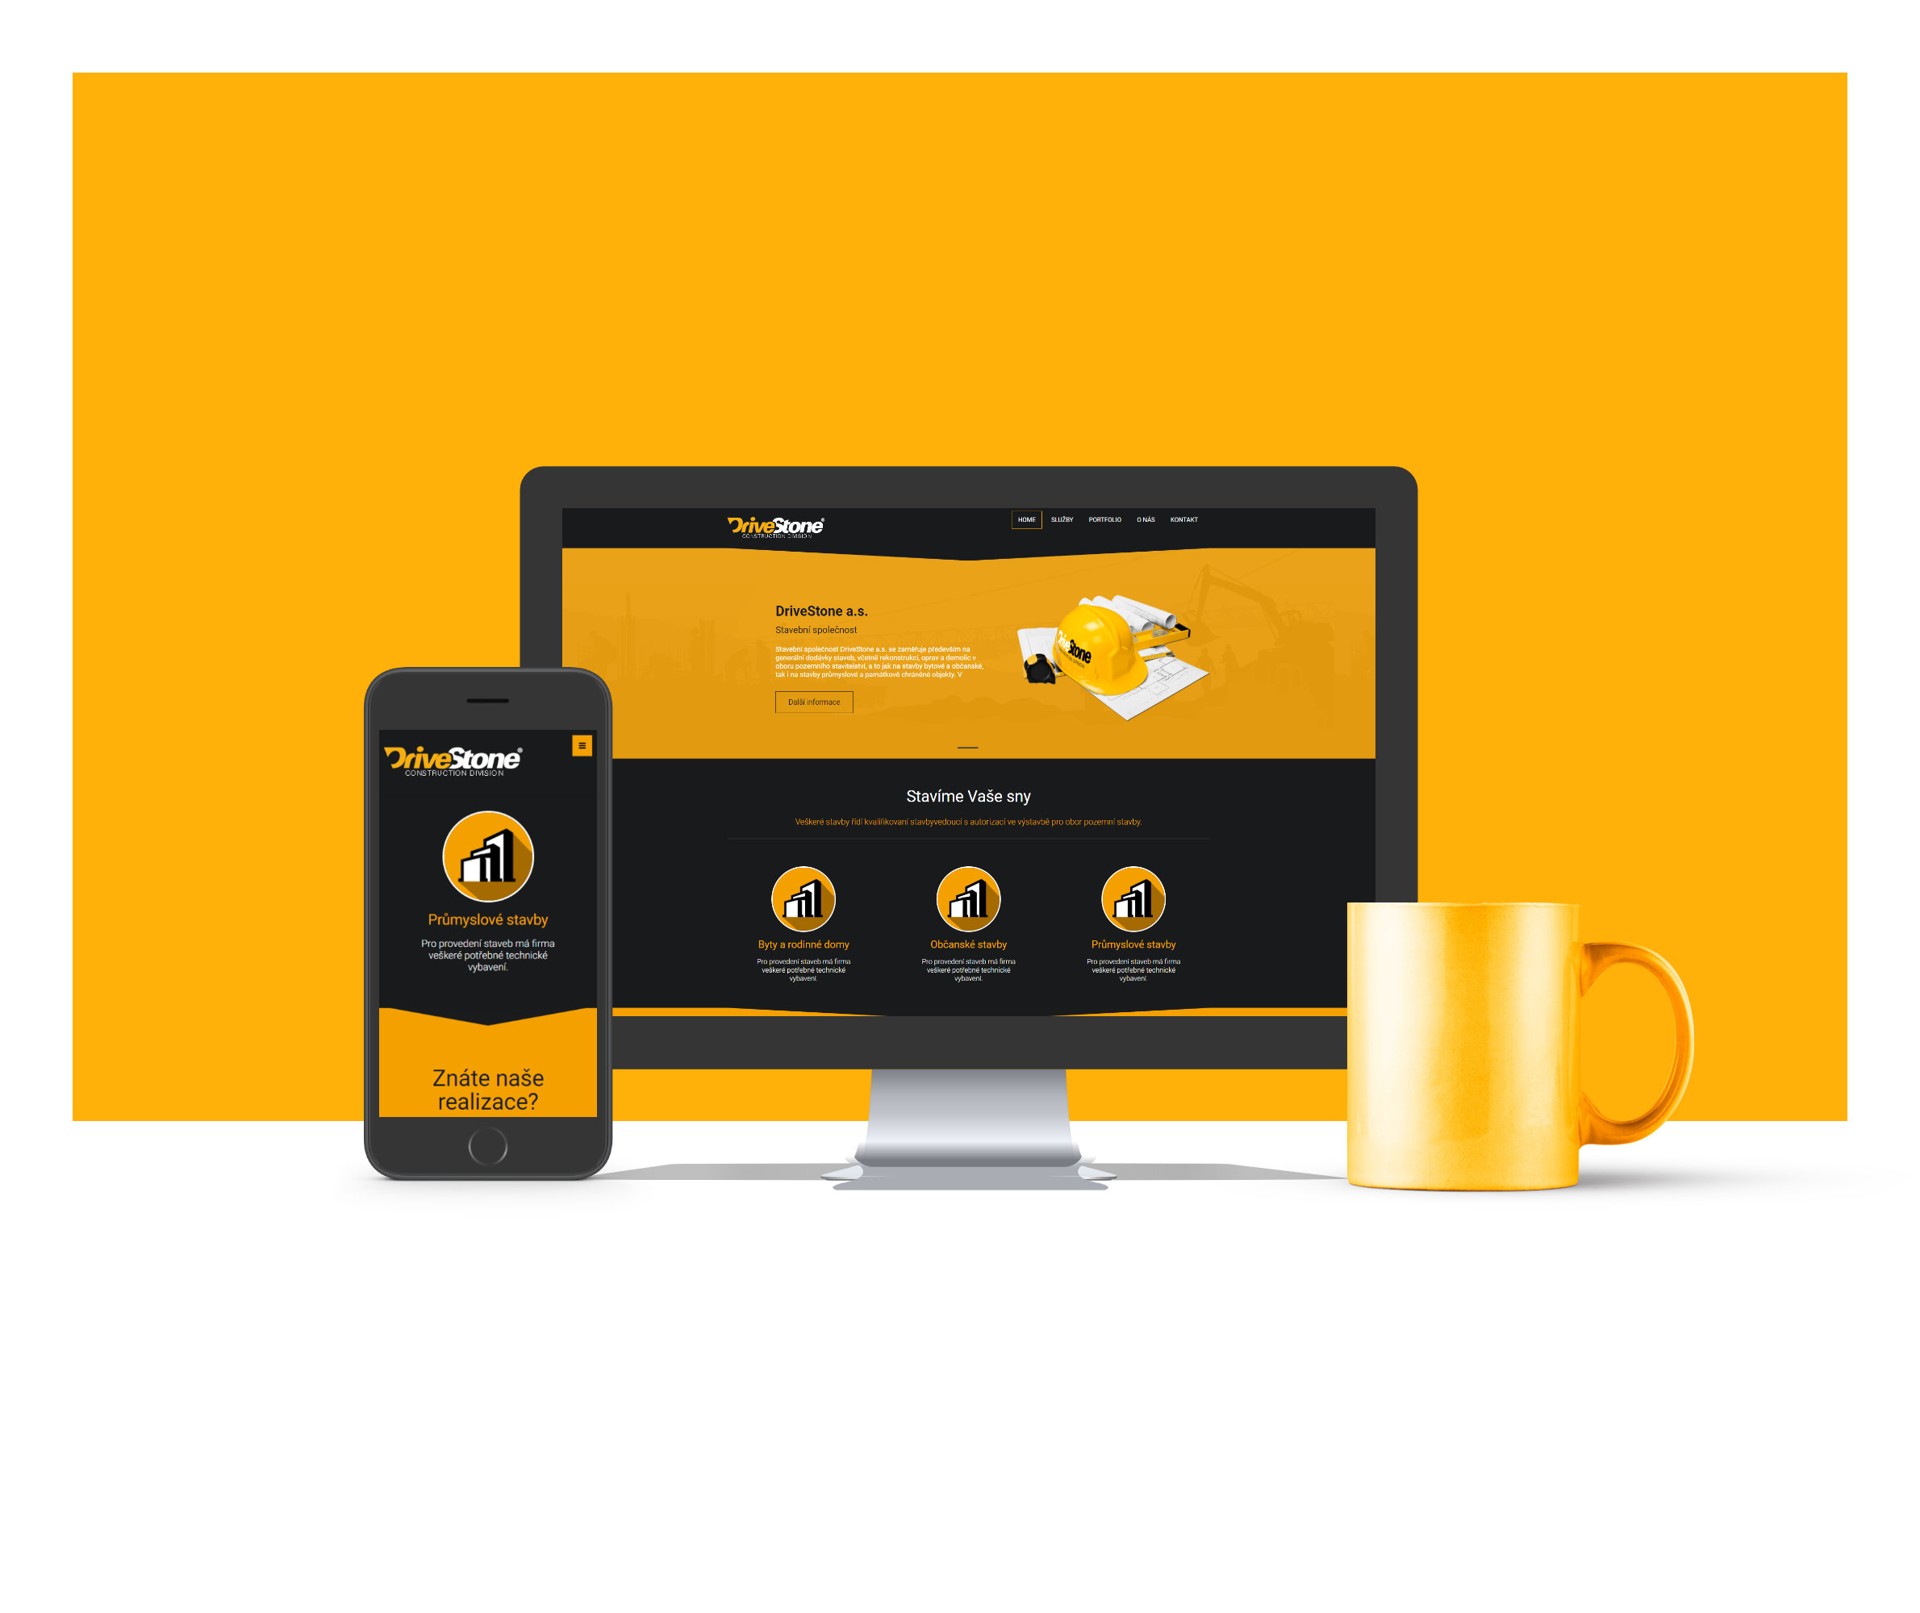 DriveStone®
CONSTRUCTION DIVISION
HOME SLUŽBY PORTFOLIO O NÁS KONTAKT
DriveStone a.s.
Stavební společnost
Stavební společnost DriveStone a.s. se zaměřuje především na
generální dodávky staveb, včetně rekonstrukcí, oprav a demolic v
oboru pozemního stavitelství, a to jak na stavby bytové a občanské,
tak i na stavby průmyslové a památkově chráněné objekty. V
Další informace
DriveStone
Stavíme Vaše sny
Veškeré stavby řídí kvalifikovaní stavbyvedoucí s autorizací ve výstavbě pro obor pozemní stavby.
Byty a rodinné domy
Pro provedení staveb má firma
veškeré potřebné technické
vybavení.
Občanské stavby
Pro provedení staveb má firma
veškeré potřebné technické
vybavení.
Průmyslové stavby
Pro provedení staveb má firma
veškeré potřebné technické
vybavení.
DriveStone®
CONSTRUCTION DIVISION
Průmyslové stavby
Pro provedení staveb má firma
veškeré potřebné technické
vybavení.
Znáte naše
realizace?